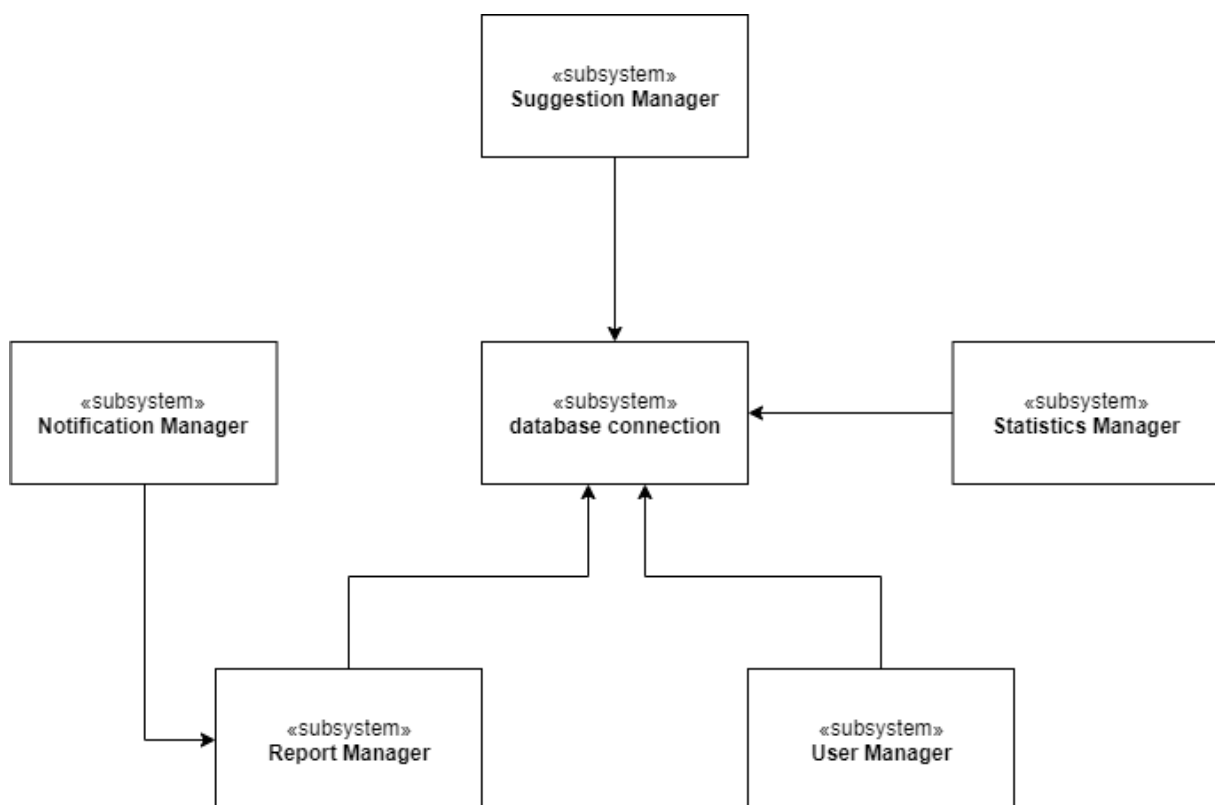 «subsystem»
Suggestion Manager
«subsystem»
Notification Manager
«subsystem»
database connection
«subsystem»
Statistics Manager
«subsystem»
Report Manager
«subsystem»
User Manager